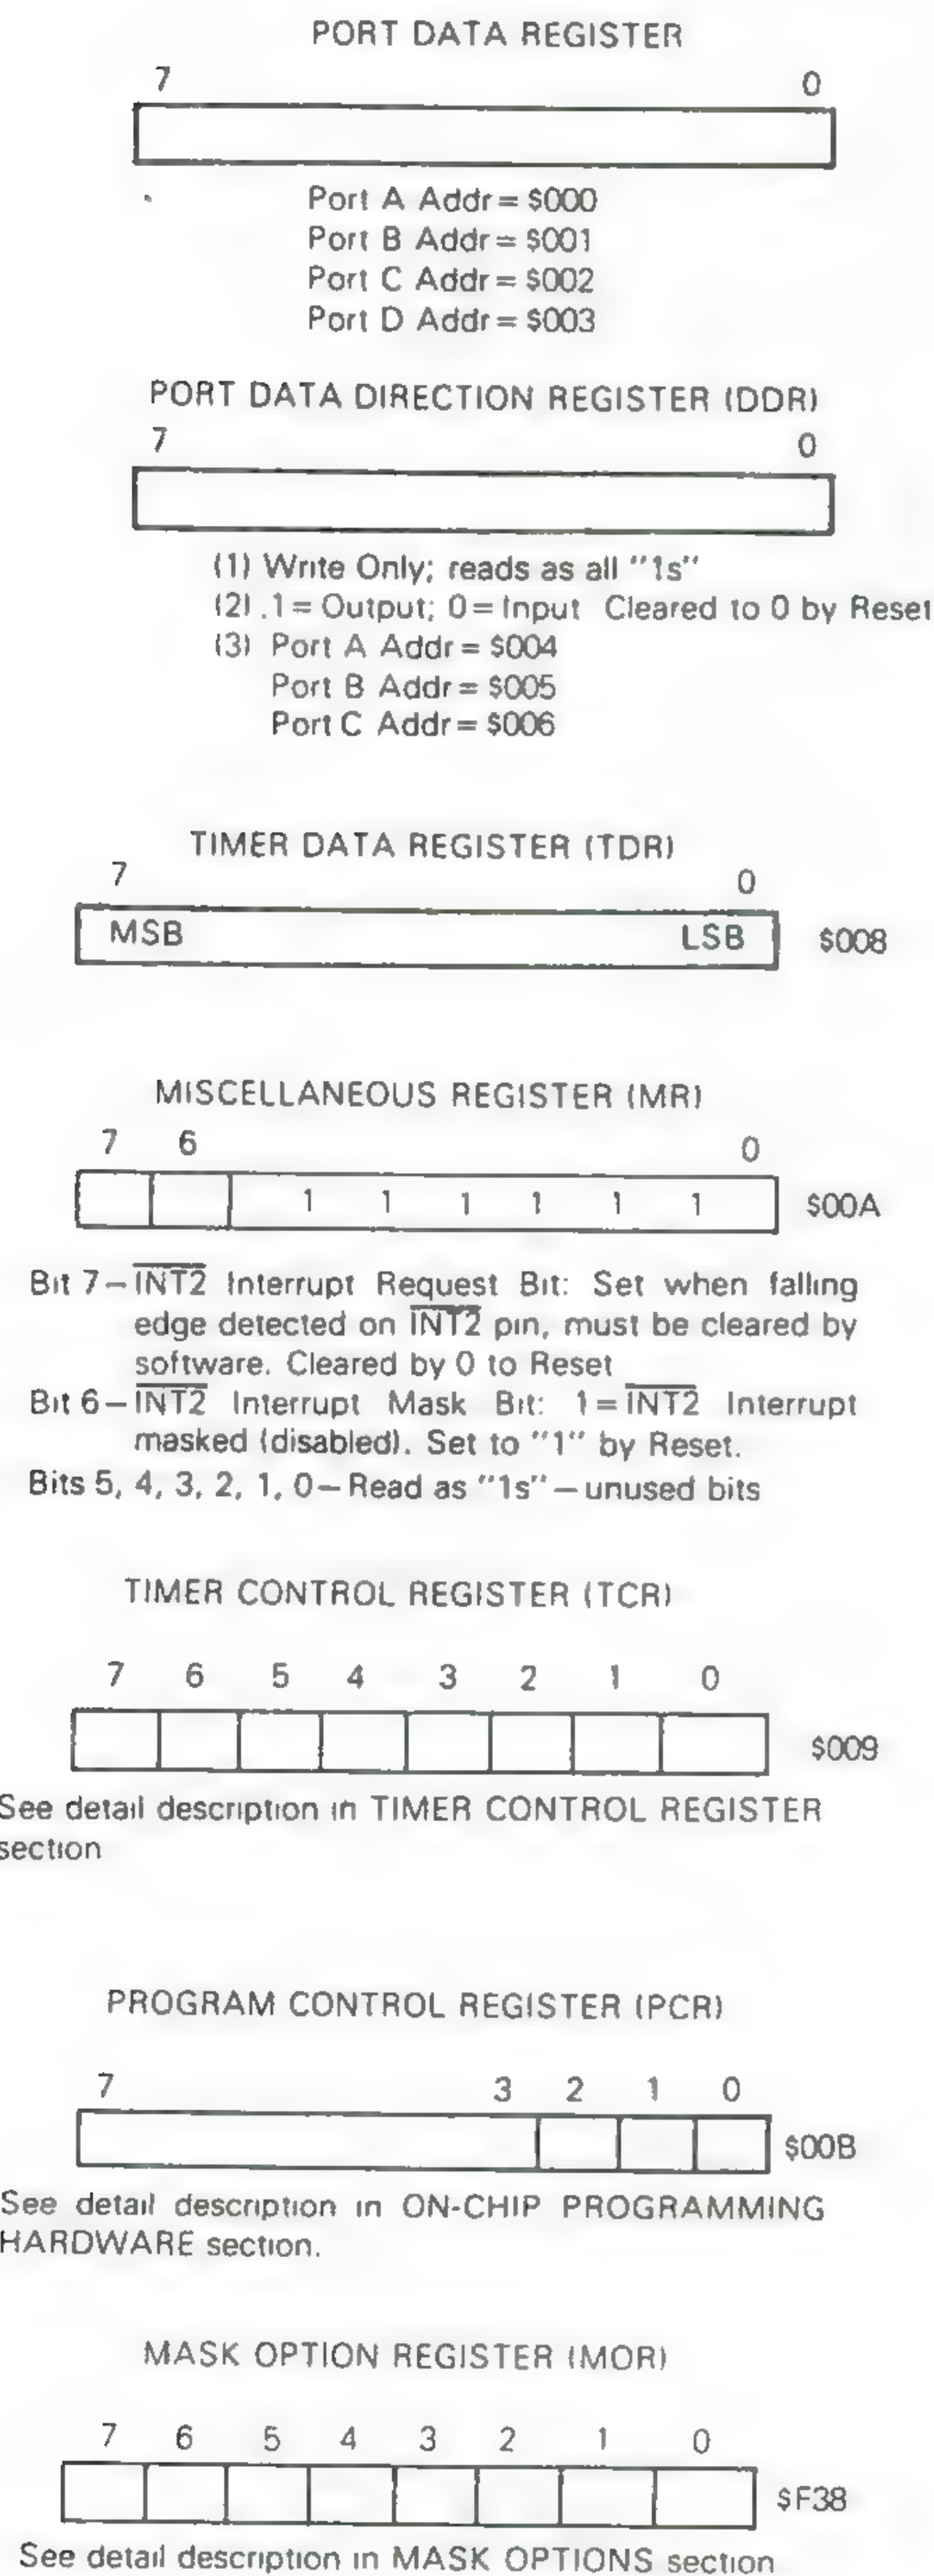 PORT DATA REGISTER
7 0
Port A Addr = $000
Port B Addr = $001
Port C Addr = $002
Port D Addr = $003
PORT DATA DIRECTION REGISTER (DDR)
7 0
(1) Write Only; reads as all "1s"
(2) .1 = Output; 0 = Input Cleared to 0 by Reset
(3) Port A Addr = $004
Port B Addr = $005
Port C Addr = $006
TIMER DATA REGISTER (TDR)
7 0
MSB LSB $008
MISCELLANEOUS REGISTER (MR)
7 6 0
1 1 1 1 1 1 $00A
Bit 7 – INT2 Interrupt Request Bit: Set when falling
edge detected on INT2 pin, must be cleared by
software. Cleared by 0 to Reset
Bit 6 – INT2 Interrupt Mask Bit: 1 = INT2 Interrupt
masked (disabled). Set to "1" by Reset.
Bits 5, 4, 3, 2, 1, 0 – Read as "1s" – unused bits
TIMER CONTROL REGISTER (TCR)
7 6 5 4 3 2 1 0
$009
See detail description in TIMER CONTROL REGISTER
section
PROGRAM CONTROL REGISTER (PCR)
7 3 2 1 0
$00B
See detail description in ON-CHIP PROGRAMMING
HARDWARE section.
MASK OPTION REGISTER (MOR)
7 6 5 4 3 2 1 0
$F38
See detail description in MASK OPTIONS section